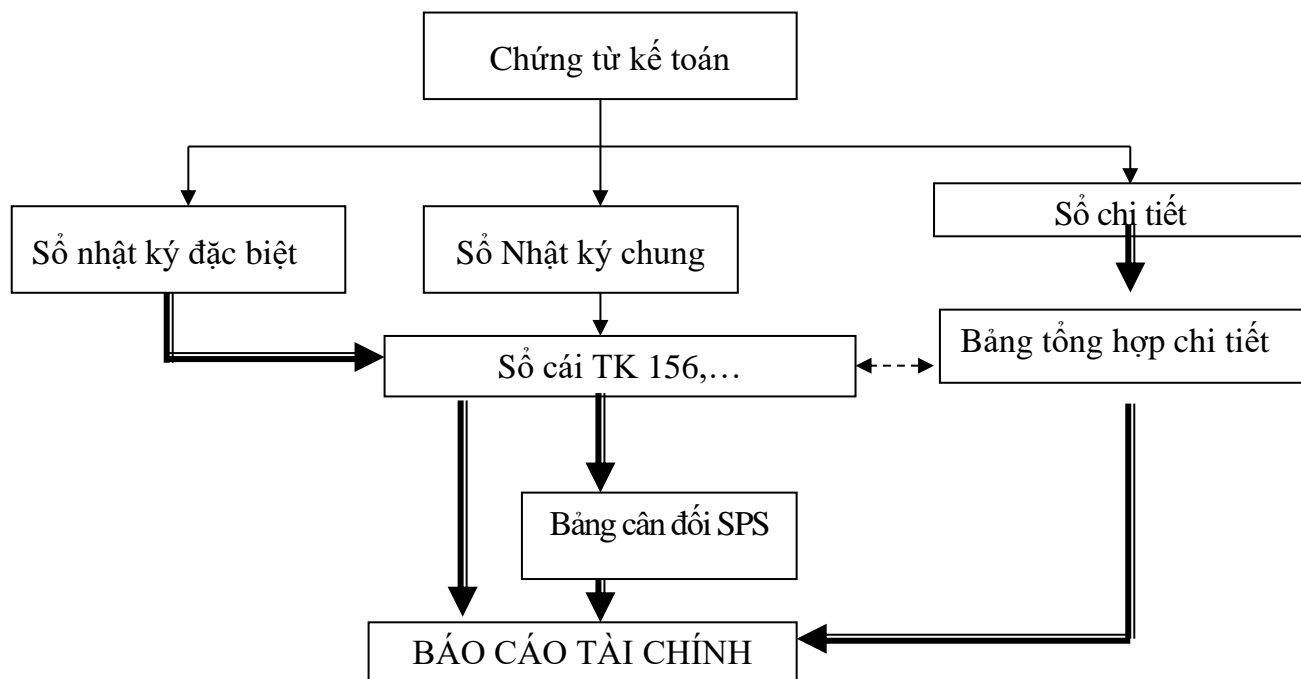 Chứng từ kế toán
Sổ nhật ký đặc biệt
Sổ Nhật ký chung
Sổ chi tiết
Sổ cái TK 156,…
Bảng tổng hợp chi tiết
Bảng cân đối SPS
BÁO CÁO TÀI CHÍNH